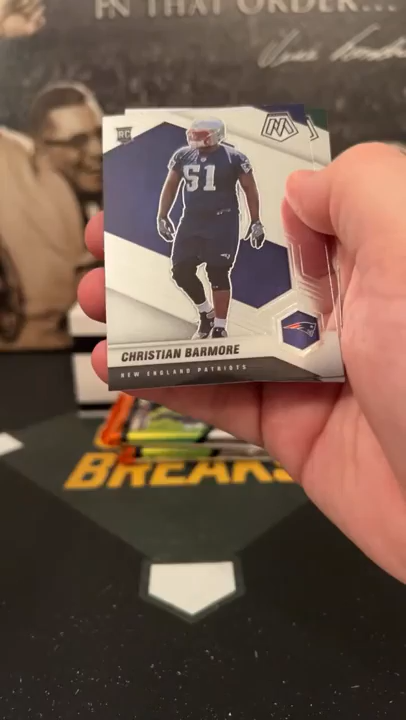 IN THAT ORDER...
RC
M
51
CHRISTIAN BARMORE
NEW ENGLAND PATRIOTS
BREAKS